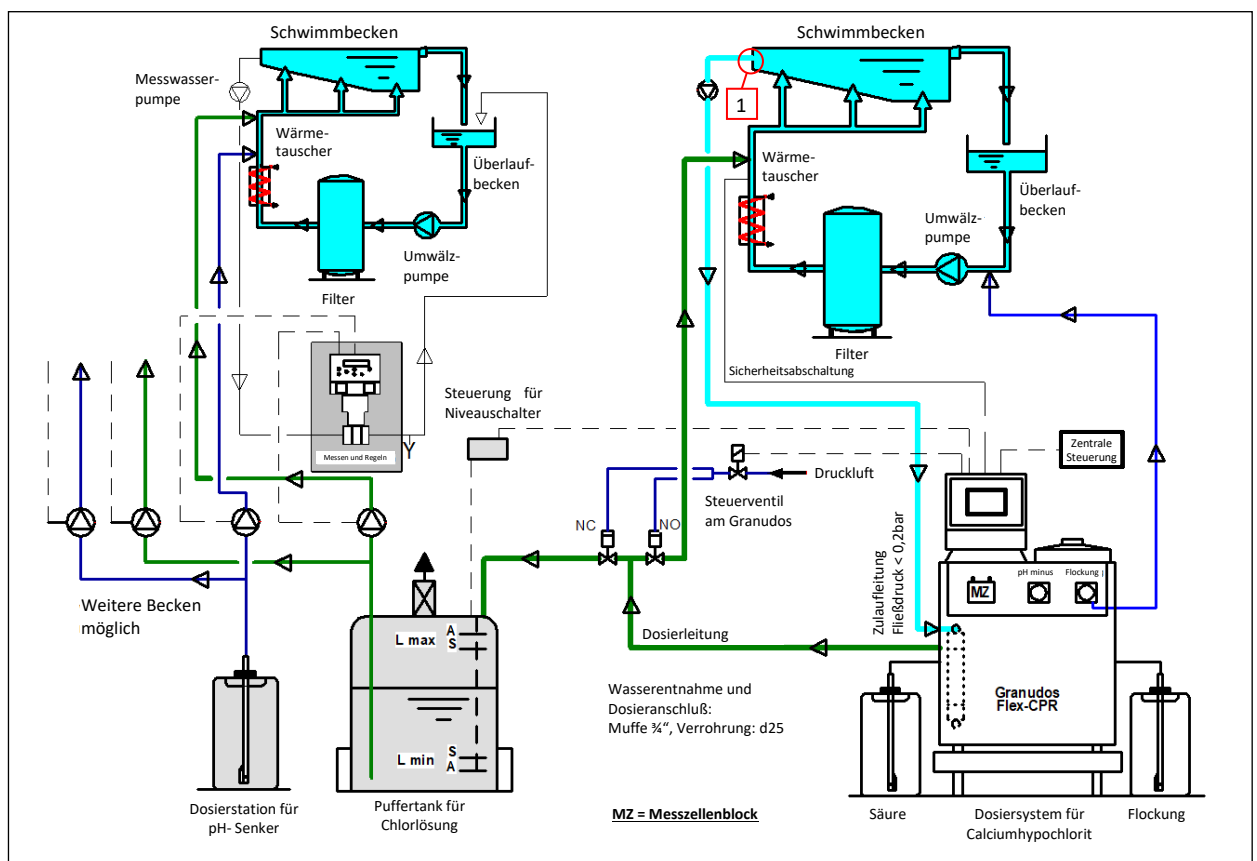 Schwimmbecken
Schwimmbecken
Messwasser-
pumpe
1
Wärme-
tauscher
Überlauf-
becken
Wärme-
tauscher
Überlauf-
becken
Umwälz-
pumpe
Umwälz-
pumpe
Filter
Filter
Sicherheitsabschaltung
Steuerung für
Niveauschalter
Messen und Regeln
Zentrale
Steuerung
Druckluft
Steuerventil
am Granudos
NC
NO
Zulaufleitung
Fließdruck < 0,2bar
pH minus
Flockung
MZ
Weitere Becken
möglich
L max
A
S
Dosierleitung
Wasserentnahme und
Dosieranschluß:
Muffe ¾“, Verrohrung: d25
Granudos
Flex-CPR
L min
S
A
Dosierstation für
pH- Senker
Puffertank für
Chlorlösung
MZ = Messzellenblock
Säure
Dosiersystem für
Calciumhypochlorit
Flockung